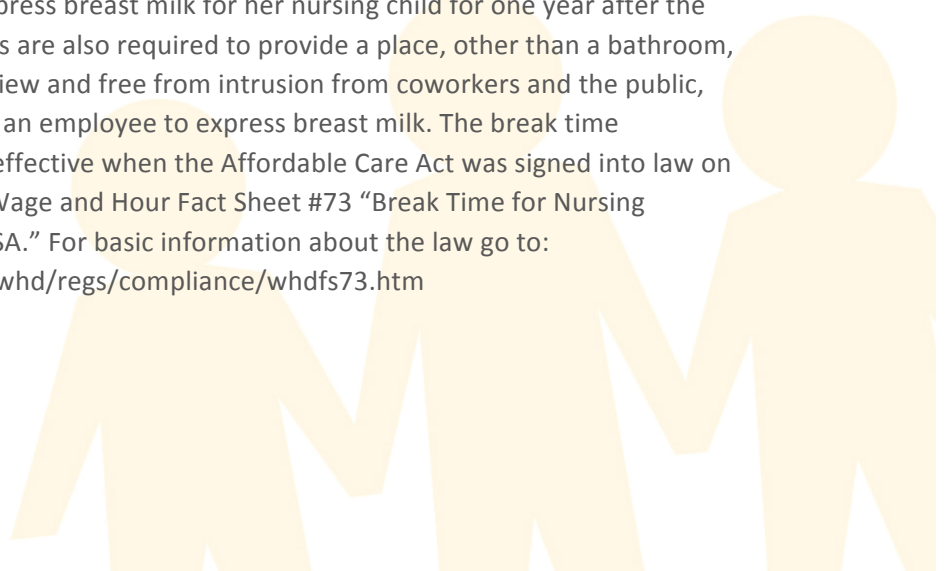 press breast milk for her nursing child for one year after the
s are also required to provide a place, other than a bathroom,
iew and free from intrusion from coworkers and the public,
an employee to express breast milk. The break time
effective when the Affordable Care Act was signed into law on
Wage and Hour Fact Sheet #73 “Break Time for Nursing
SA.” For basic information about the law go to:
whd/regs/compliance/whdfs73.htm